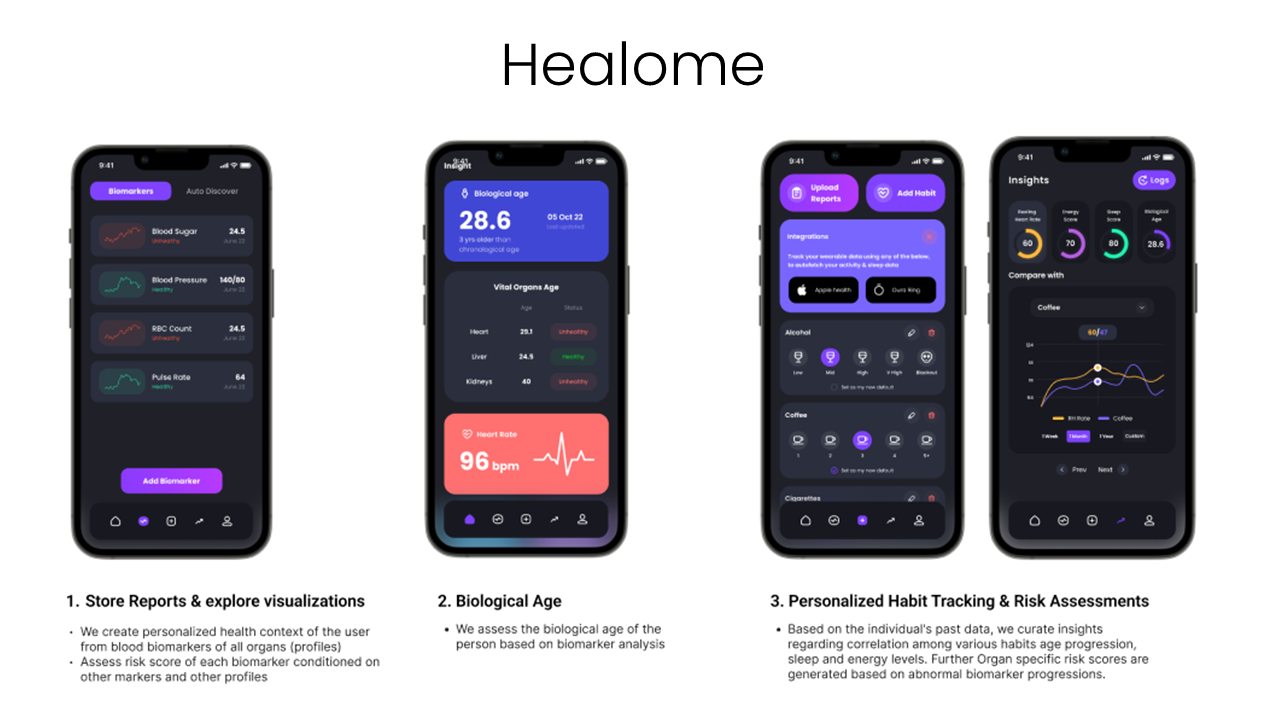 Healome
9:41
Biomarkers
Auto Discover
Blood Sugar
24.5
Unhealthy
June 22
Blood Pressure
140/80
Healthy
June 22
RBC Count
24.5
Unhealthy
June 22
Pulse Rate
64
Healthy
June 22
Add Biomarker
9:41
Insight
Biological age
28.6
05 Oct 22
Last updated
3 yrs older than
chronological age
Vital Organs Age
Age
Status
Heart
29.1
Unhealthy
Liver
24.5
Healthy
Kidneys
40
Unhealthy
Heart Rate
96 bpm
9:41
Upload
Reports
Add Habit
Integrations
Track your wearable data using any of the below,
to autofetch your activity & sleep data
Apple health
Oura Ring
Alcohol
Low
Mid
High
V High
Blackout
Set as my new default
Coffee
1
2
3
4
5+
Set as my new default
Cigarettes
9:41
Insights
Logs
Resting
Heart Rate
60
Energy
Score
70
Sleep
Score
80
Biological
Age
28.6
Compare with
Coffee
60/47
RH Rate
Coffee
1 Week
1 Month
1 Year
Custom
Prev
Next
1. Store Reports & explore visualizations
• We create personalized health context of the user
from blood biomarkers of all organs (profiles)
• Assess risk score of each biomarker conditioned on
other markers and other profiles
2. Biological Age
• We assess the biological age of the
person based on biomarker analysis
3. Personalized Habit Tracking & Risk Assessments
• Based on the individual's past data, we curate insights
regarding correlation among various habits age progression,
sleep and energy levels. Further Organ specific risk scores are
generated based on abnormal biomarker progressions.